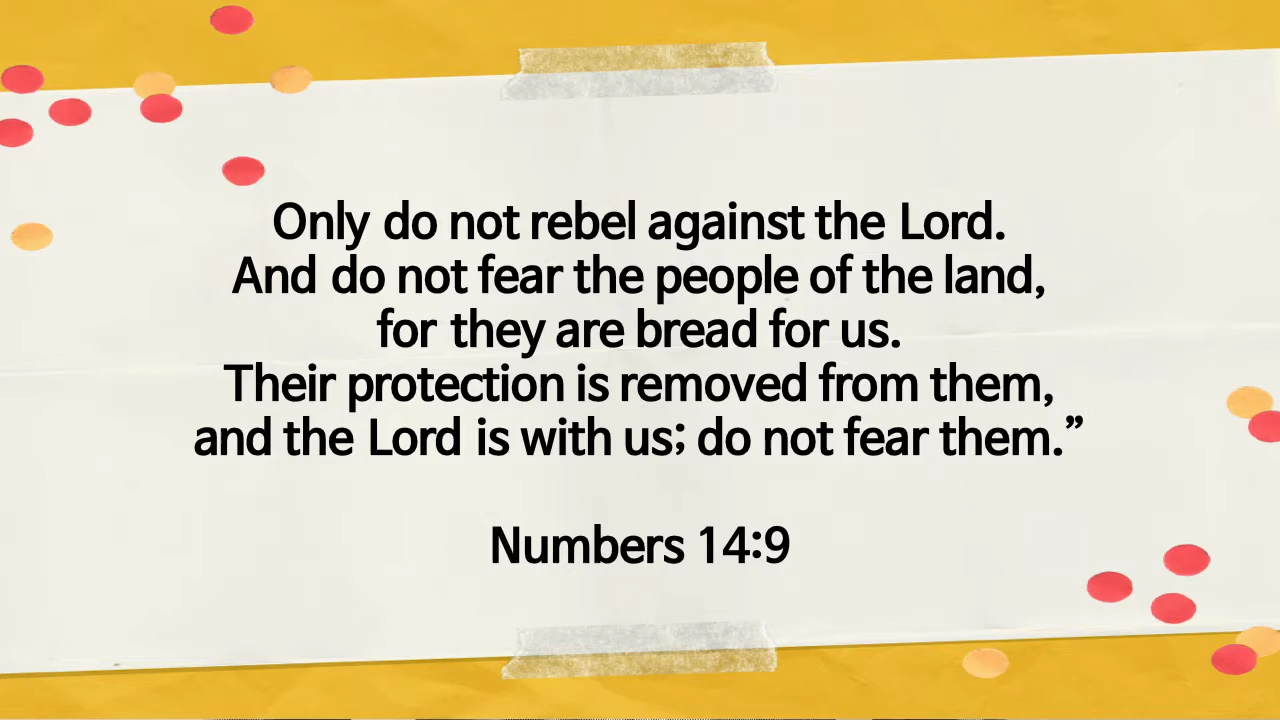 Only do not rebel against the Lord.
And do not fear the people of the land,
for they are bread for us.
Their protection is removed from them,
and the Lord is with us; do not fear them.”
Numbers 14:9